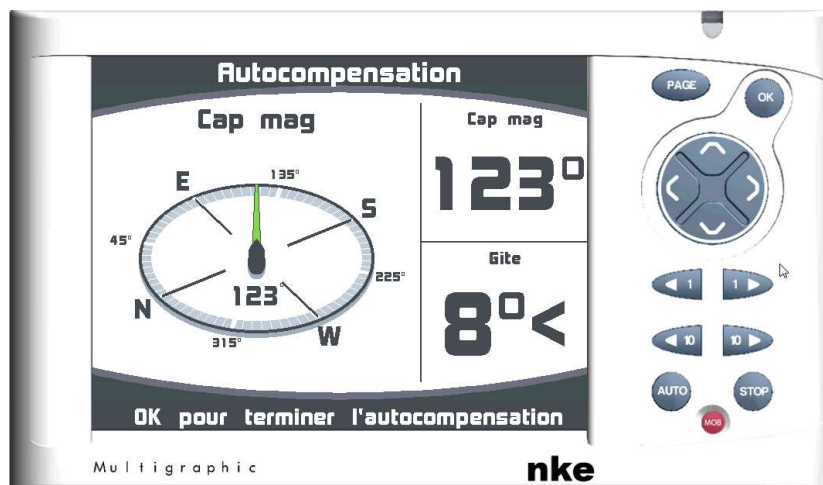 Autocompensation
Cap mag
E
135°
S
45°
225°
123°
N
315°
W
Cap mag
123°
Gite
8°<
OK pour terminer l'autocompensation
PAGE
OK
1
1
10
10
AUTO
STOP
MOB
Multigraphic
nke